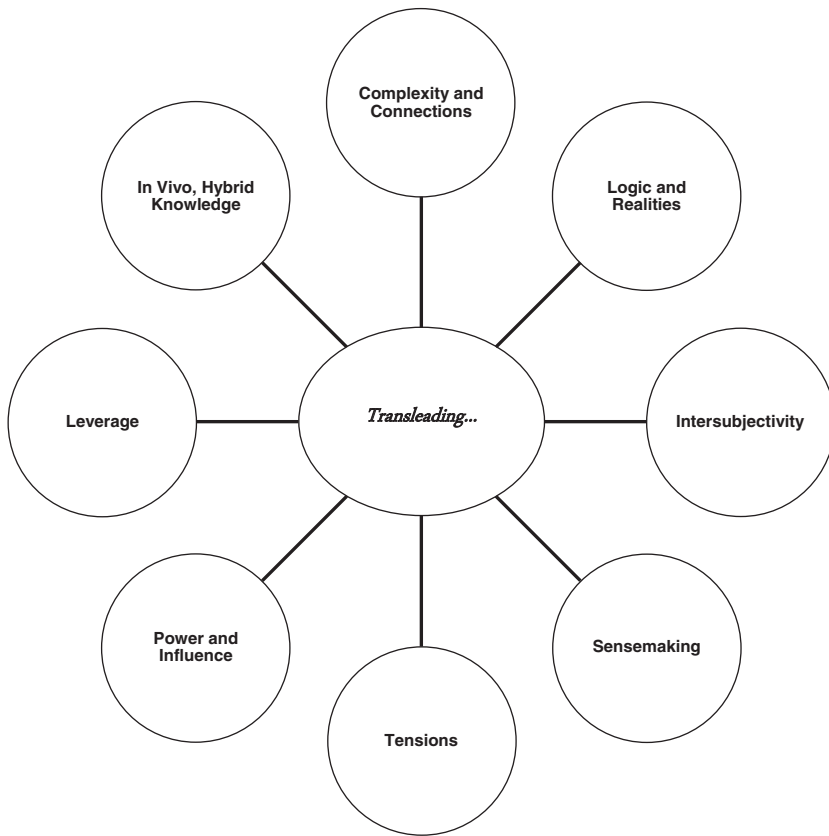 Complexity and
Connections
In Vivo, Hybrid
Knowledge
Logic and
Realities
Leverage
Transleading...
Intersubjectivity
Power and
Influence
Sensemaking
Tensions